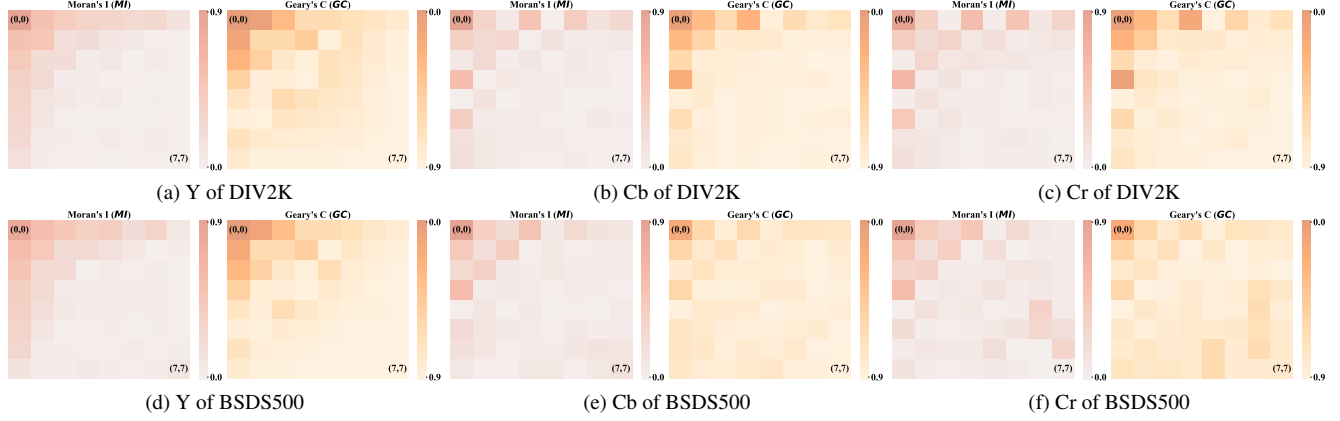 Moran's I (MI) Geary's C (GC) Moran's I (MI) Geary's C (GC) Moran's I (MI) Geary's C (GC)
(0,0) 0.9 (0,0) 0.0 (0,0) 0.9 (0,0) 0.0 (0,0) 0.9 (0,0) 0.0
(7,7) 0.0 (7,7) 0.9 (7,7) 0.0 (7,7) 0.9 (7,7) 0.0 (7,7) 0.9
(a) Y of DIV2K (b) Cb of DIV2K (c) Cr of DIV2K
Moran's I (MI) Geary's C (GC) Moran's I (MI) Geary's C (GC) Moran's I (MI) Geary's C (GC)
(0,0) 0.9 (0,0) 0.0 (0,0) 0.9 (0,0) 0.0 (0,0) 0.9 (0,0) 0.0
(7,7) 0.0 (7,7) 0.9 (7,7) 0.0 (7,7) 0.9 (7,7) 0.0 (7,7) 0.9
(d) Y of BSDS500 (e) Cb of BSDS500 (f) Cr of BSDS500